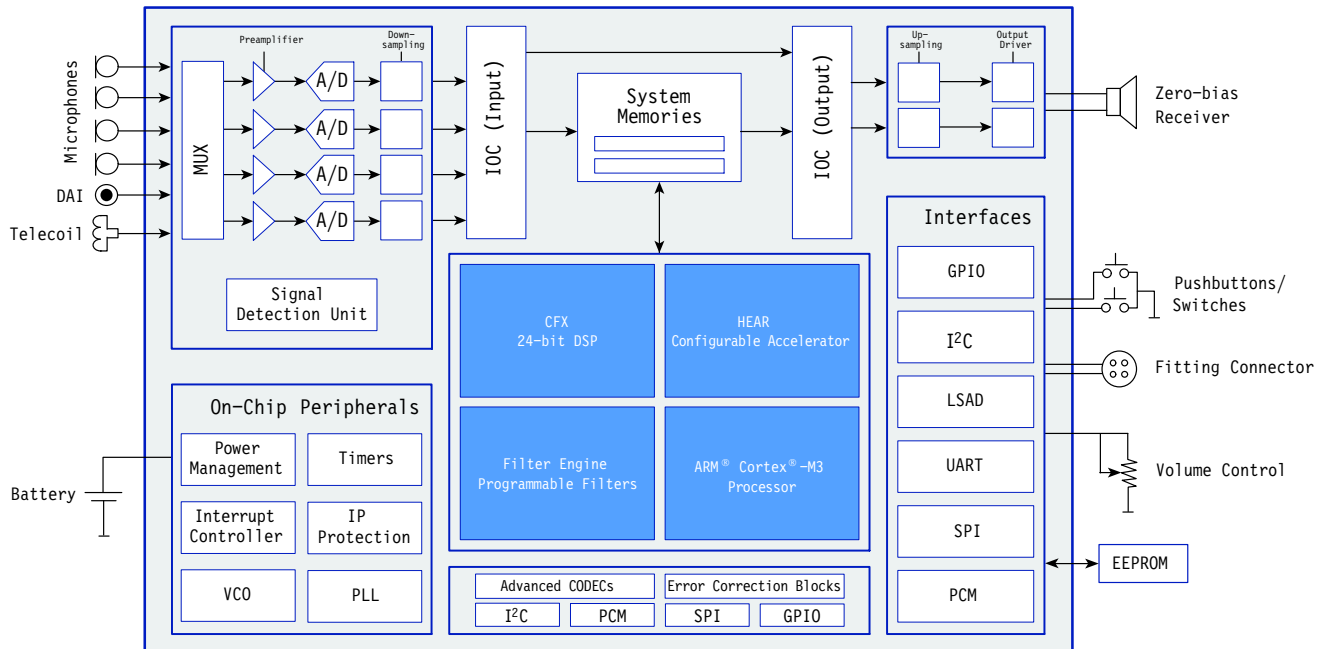 Microphones
DAI
Telecoil
Battery
MUX
Preamplifier
Down-
sampling
A/D
A/D
A/D
A/D
Signal
Detection Unit
IOC (Input)
System
Memories
IOC (Output)
Up-
sampling
Output
Driver
Zero-bias
Receiver
CFX
24-bit DSP
HEAR
Configurable Accelerator
Filter Engine
Programmable Filters
ARM® Cortex®-M3
Processor
On-Chip Peripherals
Power
Management
Timers
Interrupt
Controller
IP
Protection
VCO
PLL
Advanced CODECs
Error Correction Blocks
I²C
PCM
SPI
GPIO
Interfaces
GPIO
I²C
LSAD
UART
SPI
PCM
Pushbuttons/
Switches
Fitting Connector
Volume Control
EEPROM